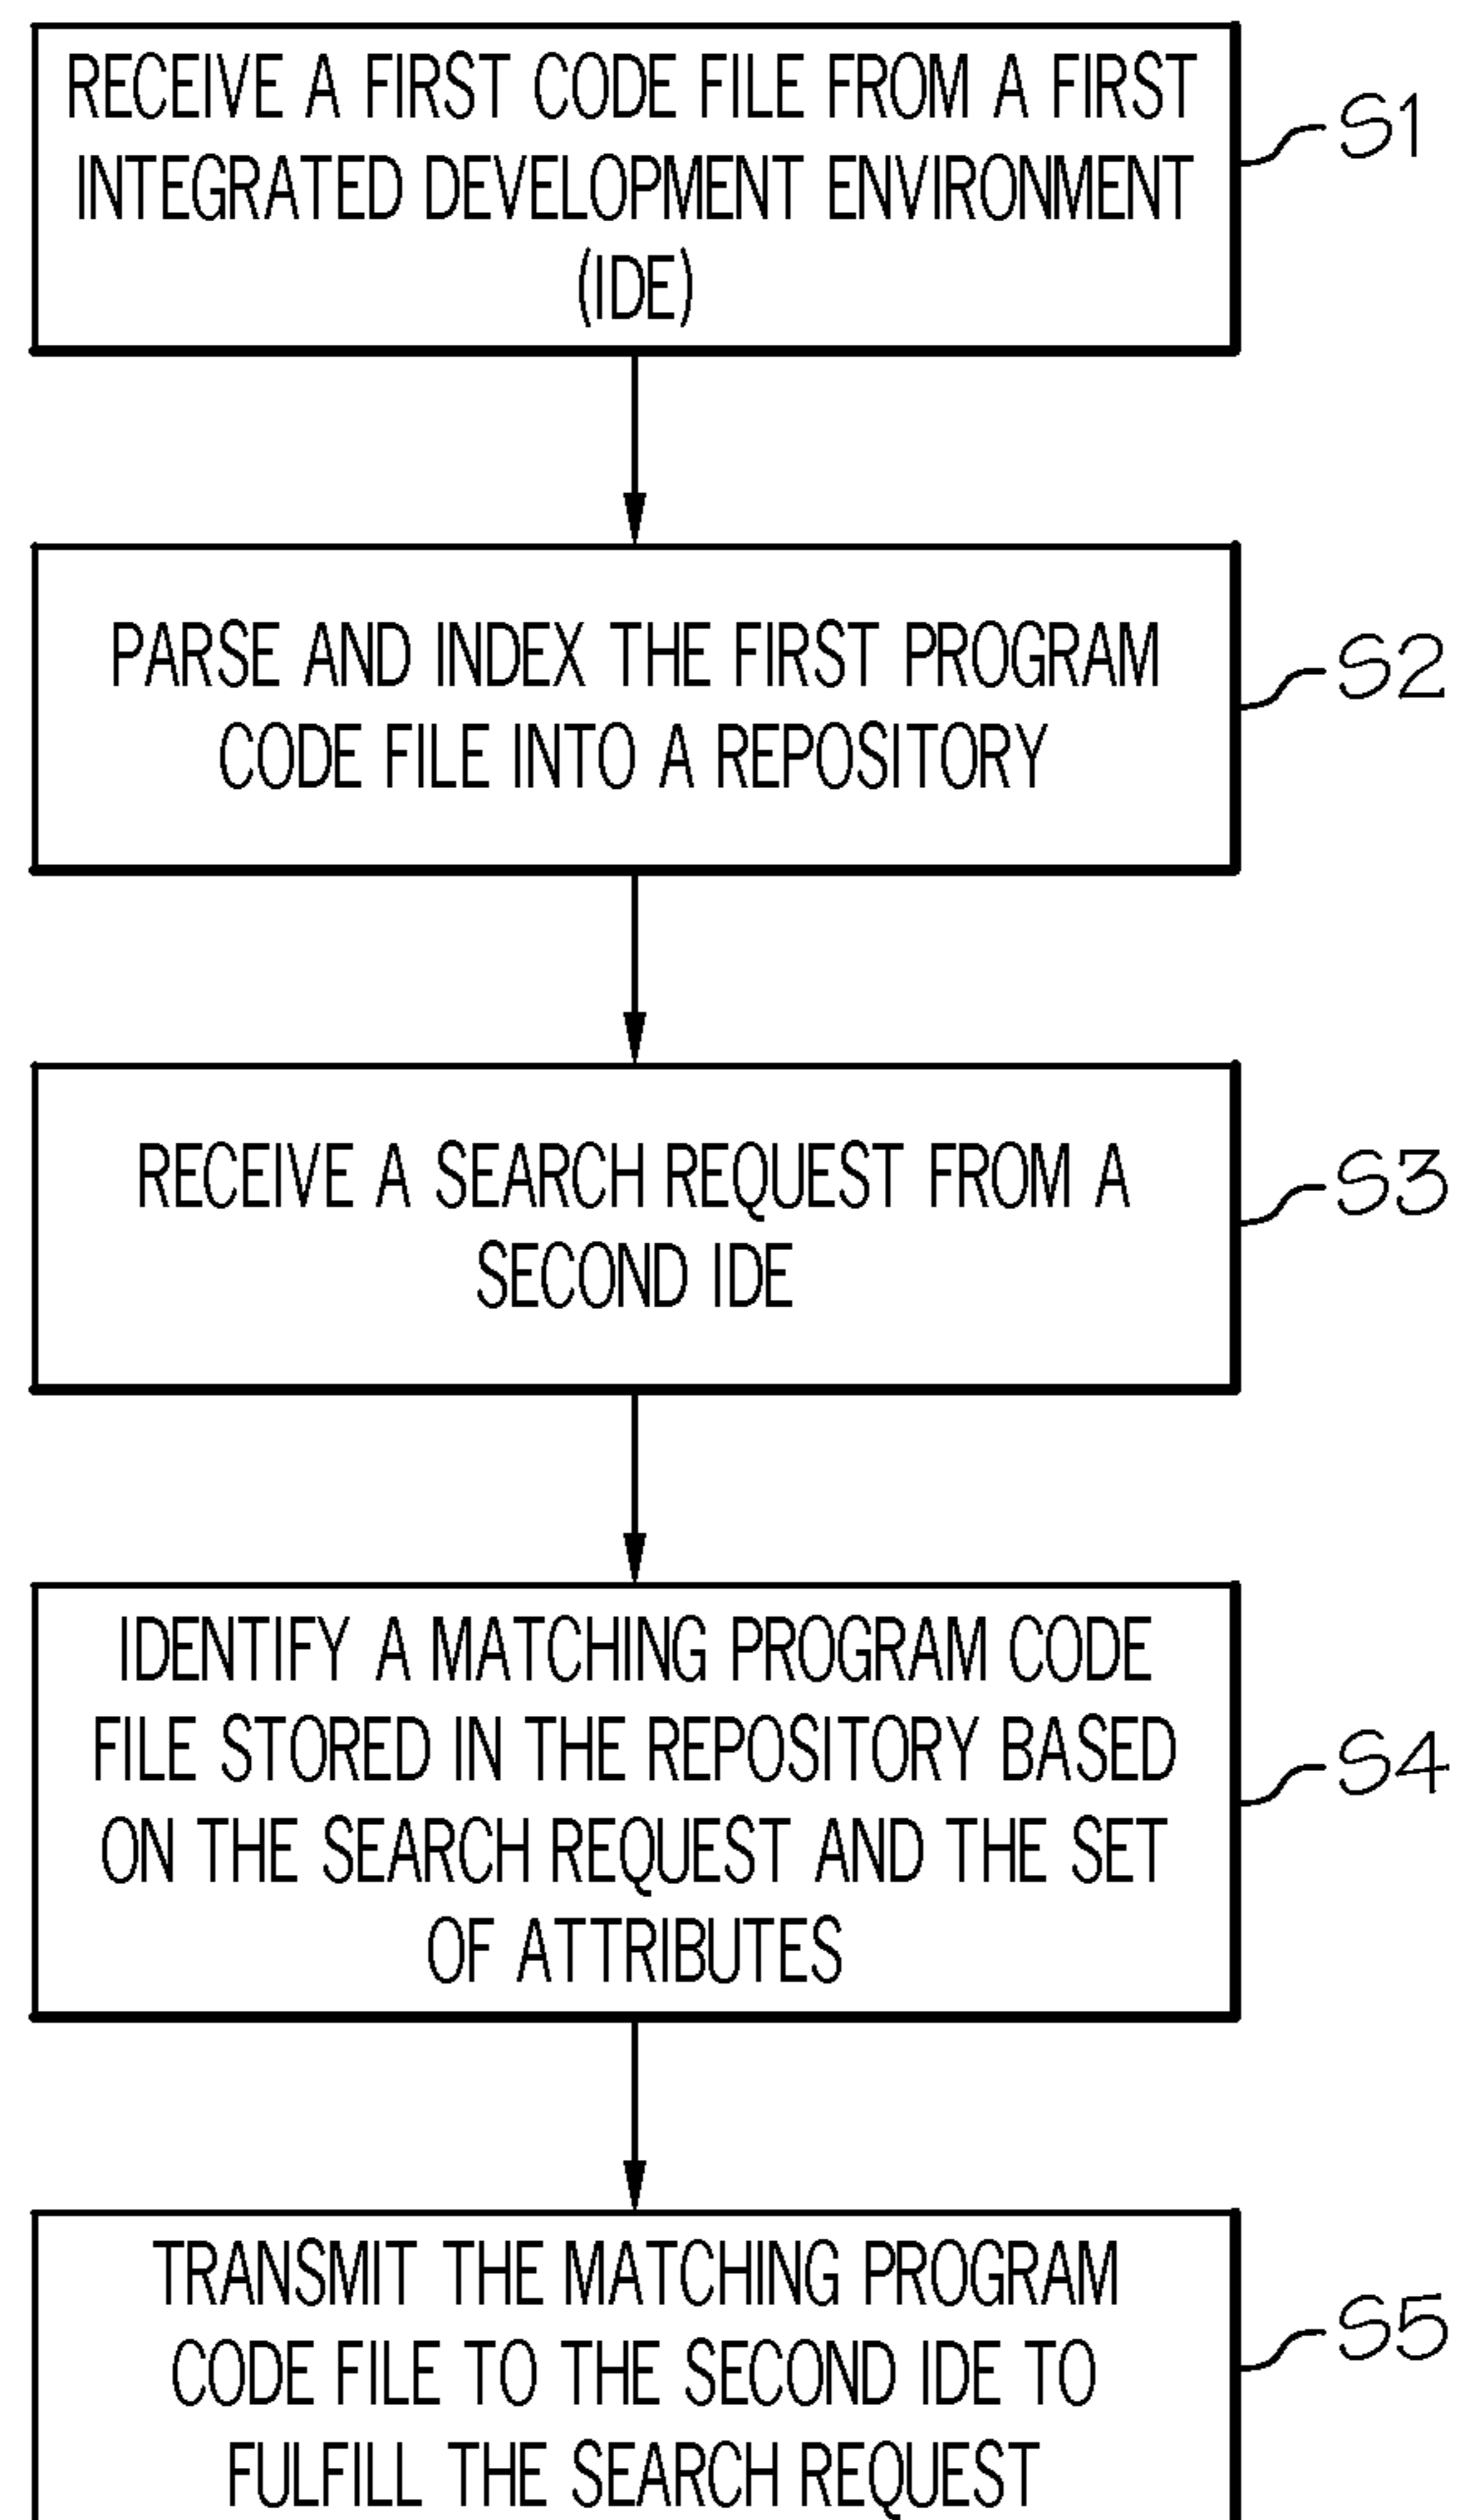 RECEIVE A FIRST CODE FILE FROM A FIRST
INTEGRATED DEVELOPMENT ENVIRONMENT
(IDE)
S1
PARSE AND INDEX THE FIRST PROGRAM
CODE FILE INTO A REPOSITORY
S2
RECEIVE A SEARCH REQUEST FROM A
SECOND IDE
S3
IDENTIFY A MATCHING PROGRAM CODE
FILE STORED IN THE REPOSITORY BASED
ON THE SEARCH REQUEST AND THE SET
OF ATTRIBUTES
S4
TRANSMIT THE MATCHING PROGRAM
CODE FILE TO THE SECOND IDE TO
FULFILL THE SEARCH REQUEST
S5